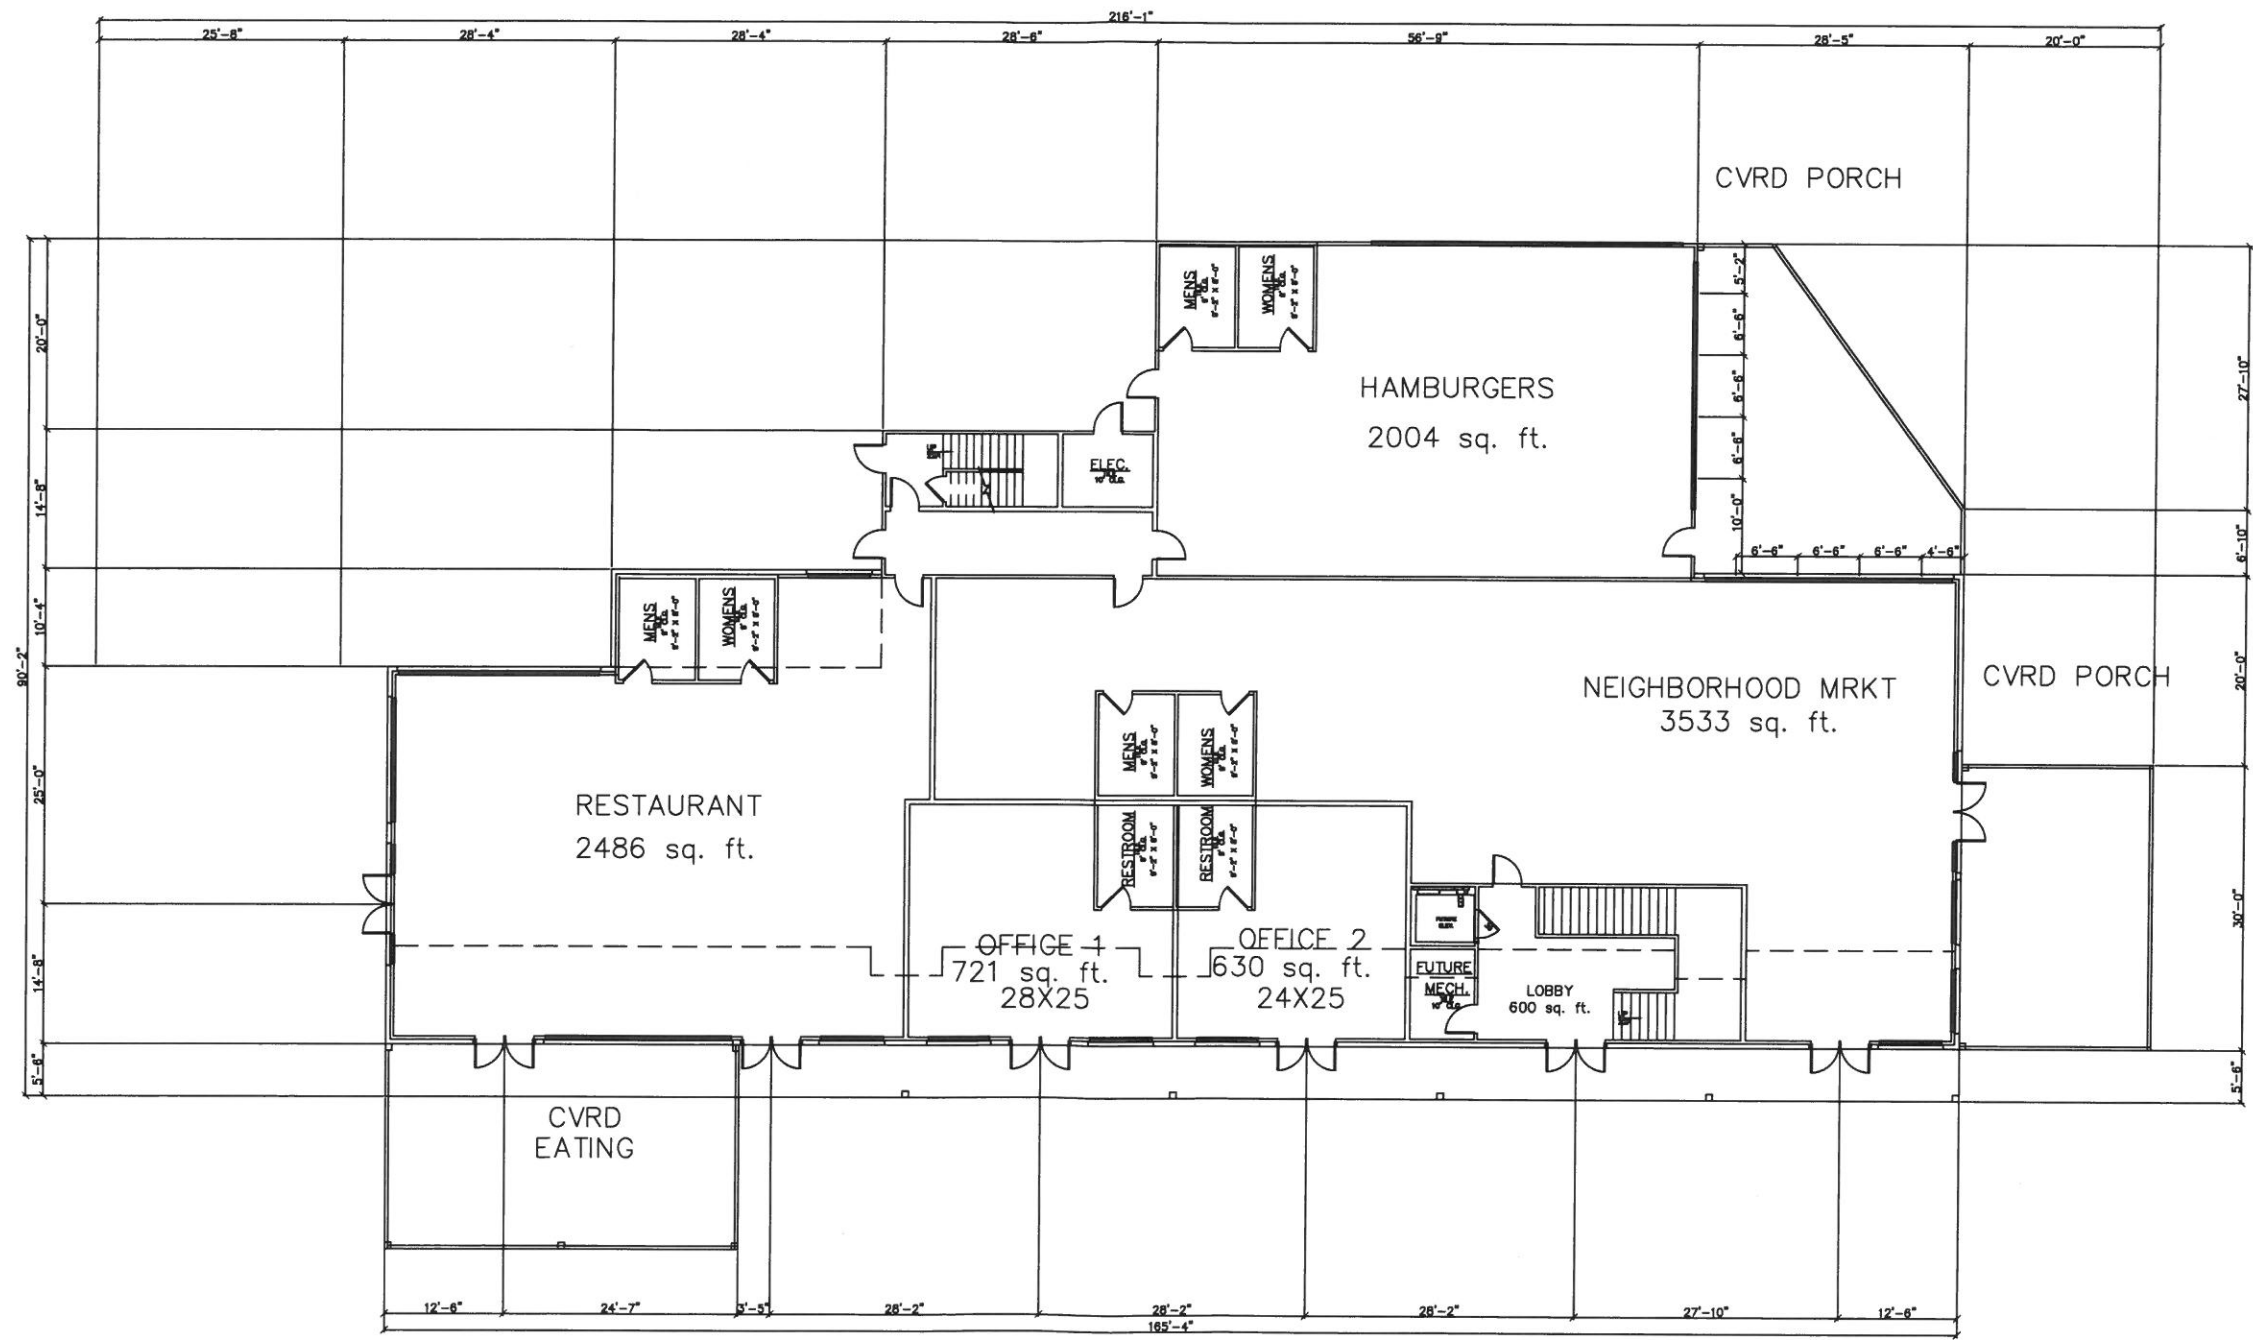 216'-1"
25'-8"
28'-4"
28'-4"
28'-6"
56'-9"
28'-5"
20'-0"
CVRD PORCH
MENS
WOMENS
5'-2"
6'-6"
6'-6"
6'-6"
10'-0"
20'-0"
27'-10"
HAMBURGERS
2004 sq. ft.
ELEC.
14'-8"
6'-6"
6'-6"
6'-6"
4'-6"
6'-10"
MENS
WOMENS
10'-4"
90'-2"
CVRD PORCH
20'-0"
NEIGHBORHOOD MRKT
3533 sq. ft.
MENS
WOMENS
25'-0"
RESTAURANT
2486 sq. ft.
RESTROOM
RESTROOM
30'-0"
OFFICE 1
721 sq. ft.
28X25
OFFICE 2
630 sq. ft.
24X25
FUTURE
MECH.
LOBBY
600 sq. ft.
14'-8"
5'-6"
5'-6"
CVRD
EATING
12'-6"
24'-7"
3'-5"
28'-2"
28'-2"
28'-2"
27'-10"
12'-6"
165'-4"